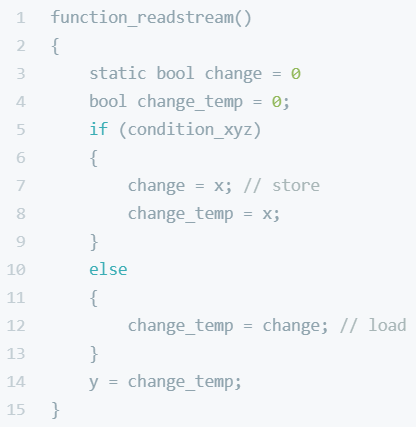 1 function_readstream()
2 {
3 static bool change = 0
4 bool change_temp = 0;
5 if (condition_xyz)
6 {
7 change = x; // store
8 change_temp = x;
9 }
10 else
11 {
12 change_temp = change; // load
13 }
14 y = change_temp;
15 }